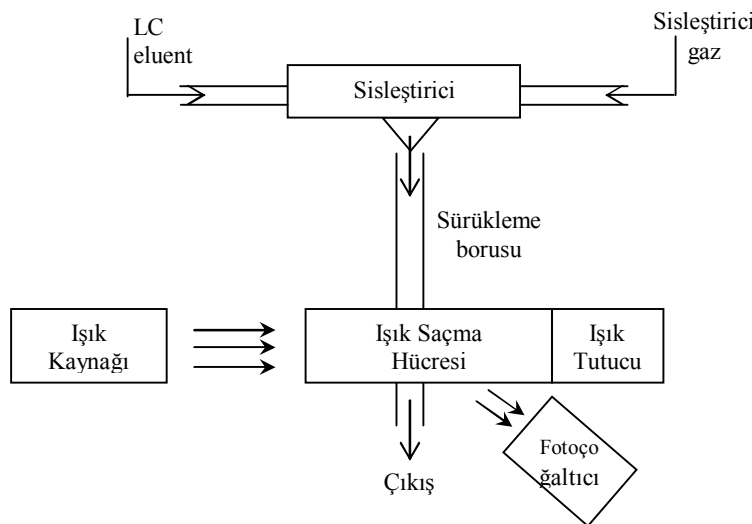 LC
eluent
Sisleştirici
gaz
Sisleştirici
Sürükleme
borusu
Işık
Kaynağı
Işık Saçma
Hücresi
Işık
Tutucu
Fotoço
ğaltıcı
Çıkış